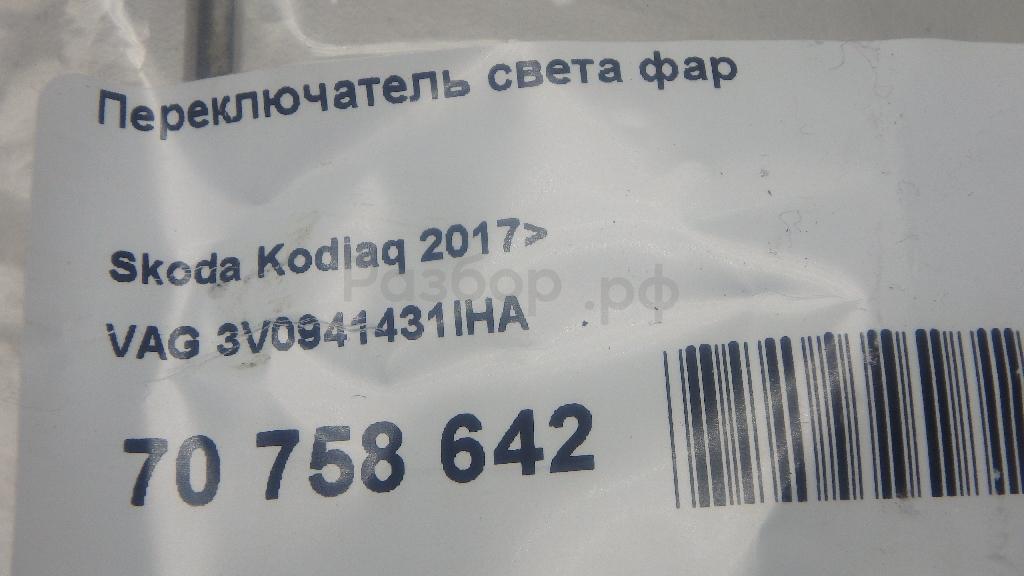 Переключатель света фар
Skoda Kodiaq 2017>
Разбор.рф
VAG 3V0941431IHA
70 758 642